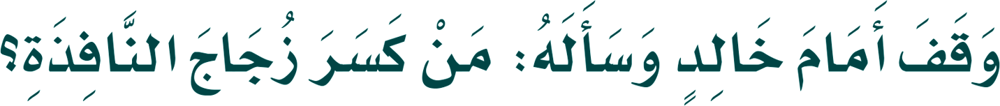 وَقَفَ أَمَامَ خَالِدٍ وَسَأَلَهُ: مَنْ كَسَرَ زُجَاجَ النَّافِذَةِ؟